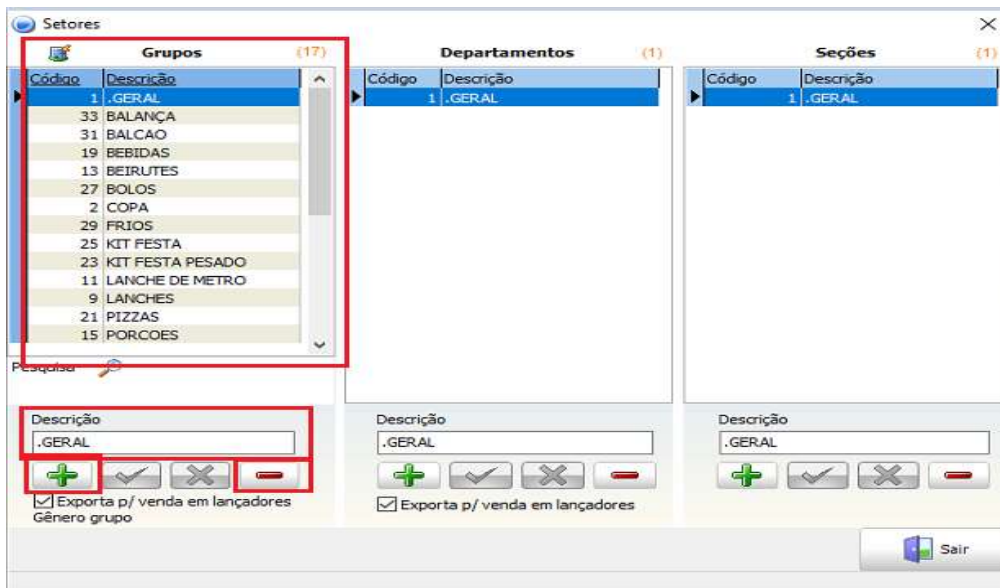 Setores
Grupos (17)
Código Descrição
1 .GERAL
33 BALANÇA
31 BALCAO
19 BEBIDAS
13 BEIRUTES
27 BOLOS
2 COPA
29 FRIOS
25 KIT FESTA
23 KIT FESTA PESADO
11 LANCHE DE METRO
9 LANCHES
21 PIZZAS
15 PORCOES
Pesquisa
Descrição
.GERAL
Exporta p/ venda em lançadores
Gênero grupo
Departamentos (1)
Código Descrição
1 .GERAL
Descrição
.GERAL
Exporta p/ venda em lançadores
Seções (1)
Código Descrição
1 .GERAL
Descrição
.GERAL
Sair